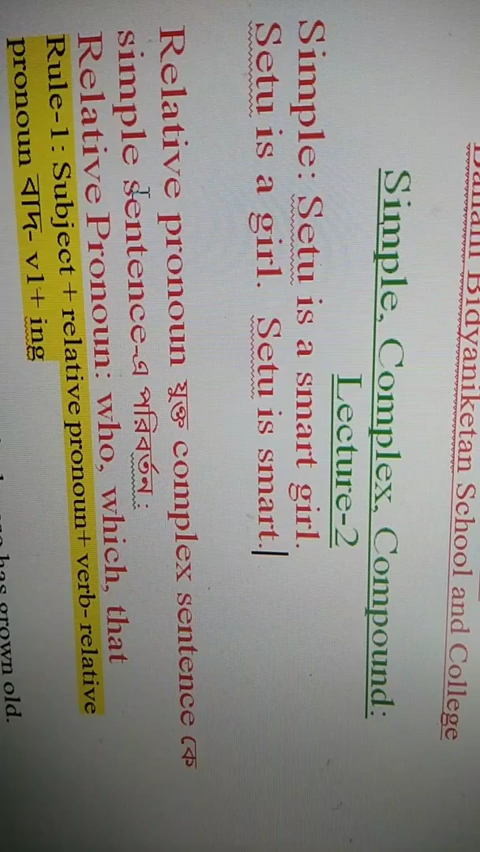 Bidyaniketan School and College
Simple, Complex, Compound:
Lecture-2
Simple: Setu is a smart girl.
Setu is a girl. Setu is smart.
Relative pronoun যুক্ত complex sentence কে
simple sentence-এ পরিবর্তন :
Relative Pronoun: who, which, that
Rule-1: Subject + relative pronoun+ verb- relative
pronoun বাদ- v1+ ing
has grown old.